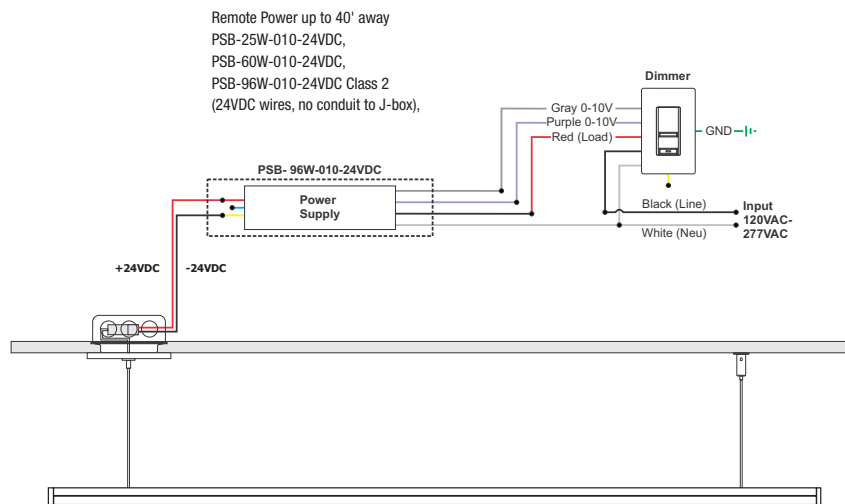 Remote Power up to 40' away
PSB-25W-010-24VDC,
PSB-60W-010-24VDC,
PSB-96W-010-24VDC Class 2
(24VDC wires, no conduit to J-box),
Dimmer
Gray 0-10V
Purple 0-10V
Red (Load)
GND
PSB- 96W-010-24VDC
Power
Supply
Black (Line)
White (Neu)
Input
120VAC-
277VAC
+24VDC
-24VDC